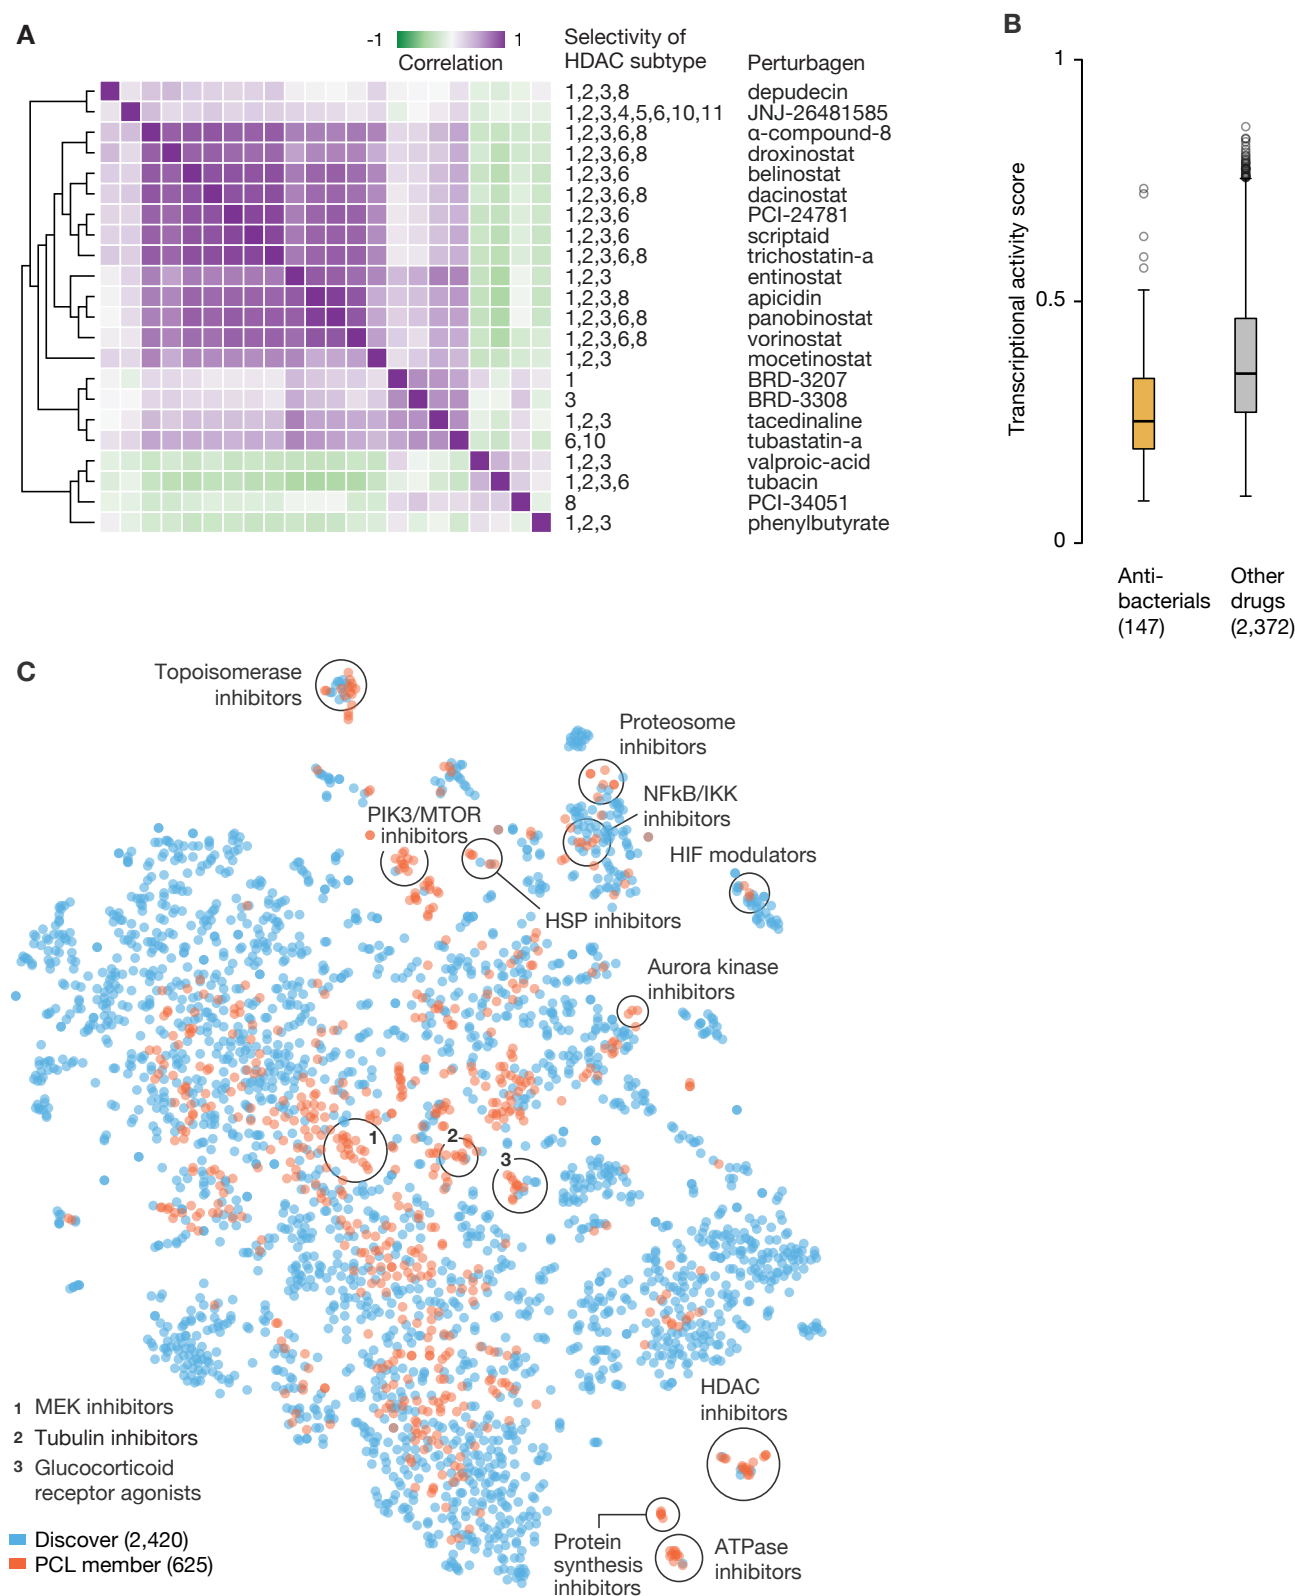 A
-1
1
Correlation
Selectivity of
HDAC subtype
Perturbagen
1,2,3,8 depudecin
1,2,3,4,5,6,10,11 JNJ-26481585
1,2,3,6,8 α-compound-8
1,2,3,6,8 droxinostat
1,2,3,6 belinostat
1,2,3,6,8 dacinostat
1,2,3,6 PCI-24781
1,2,3,6 scriptaid
1,2,3,6,8 trichostatin-a
1,2,3 entinostat
1,2,3,8 apicidin
1,2,3,6,8 panobinostat
1,2,3,6,8 vorinostat
1,2,3 mocetinostat
1 BRD-3207
3 BRD-3308
1,2,3 tacedinaline
6,10 tubastatin-a
1,2,3 valproic-acid
1,2,3,6 tubacin
8 PCI-34051
1,2,3 phenylbutyrate
B
1
0.5
0
Transcriptional activity score
Anti-
bacterials
(147)
Other
drugs
(2,372)
C
Topoisomerase
inhibitors
Proteosome
inhibitors
NFkB/IKK
inhibitors
PIK3/MTOR
inhibitors
HIF modulators
HSP inhibitors
Aurora kinase
inhibitors
1
2
3
HDAC
inhibitors
Protein
synthesis
inhibitors
ATPase
inhibitors
1 MEK inhibitors
2 Tubulin inhibitors
3 Glucocorticoid
receptor agonists
Discover (2,420)
PCL member (625)